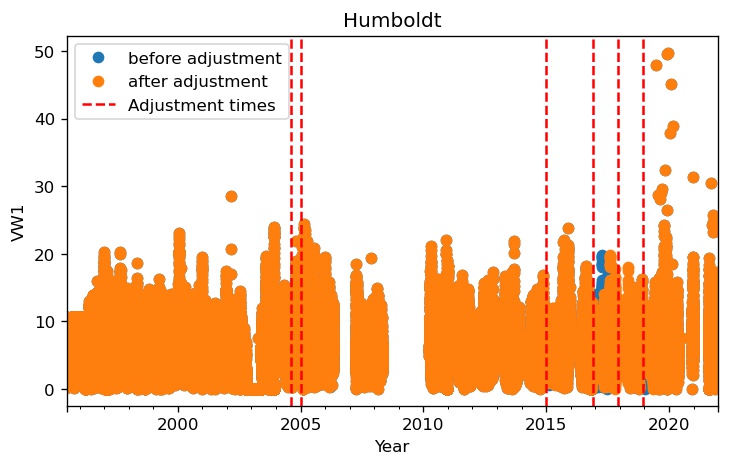 Humboldt
before adjustment
after adjustment
Adjustment times
VW1
50
40
30
20
10
0
2000 2005 2010 2015 2020
Year